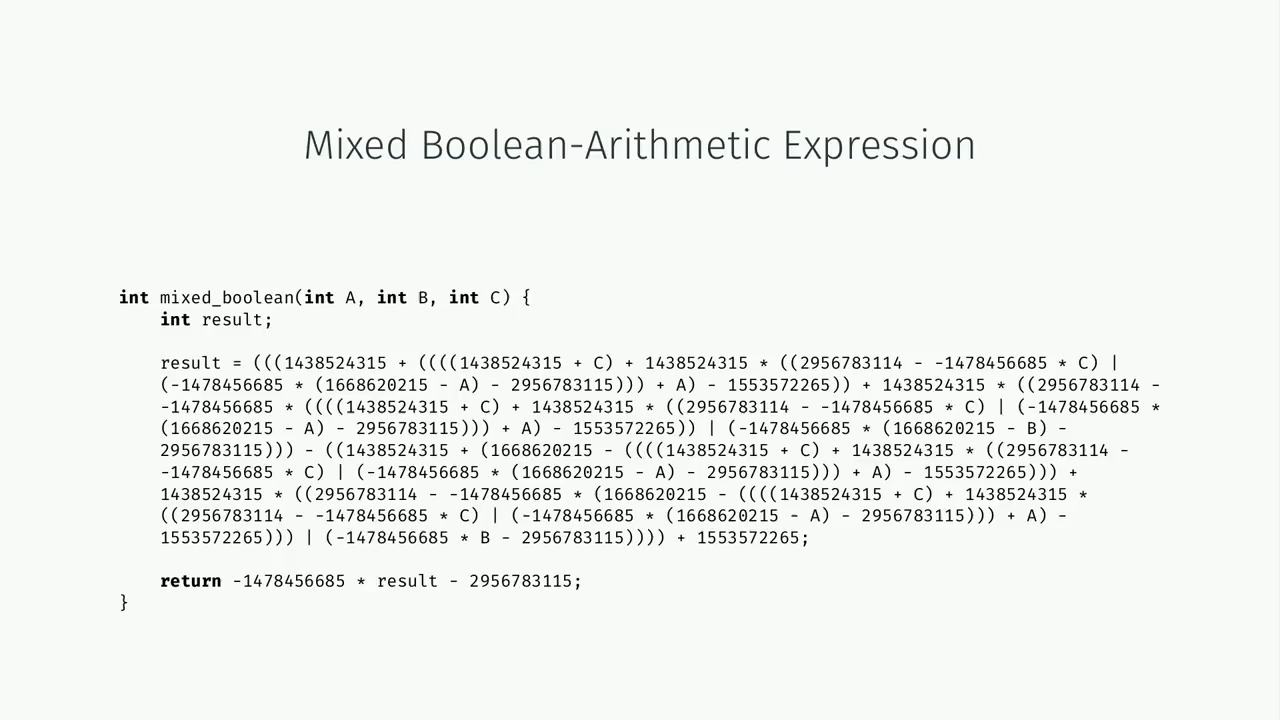 Mixed Boolean-Arithmetic Expression
int mixed_boolean(int A, int B, int C) {
int result;
result = (((1438524315 + ((((1438524315 + C) + 1438524315 * ((2956783114 - -1478456685 * C) |
(-1478456685 * (1668620215 - A) - 2956783115))) + A) - 1553572265)) + 1438524315 * ((2956783114 -
-1478456685 * ((((1438524315 + C) + 1438524315 * ((2956783114 - -1478456685 * C) | (-1478456685 *
(1668620215 - A) - 2956783115))) + A) - 1553572265)) | (-1478456685 * (1668620215 - B) -
2956783115))) - ((1438524315 + (1668620215 - ((((1438524315 + C) + 1438524315 * ((2956783114 -
-1478456685 * C) | (-1478456685 * (1668620215 - A) - 2956783115))) + A) - 1553572265))) +
1438524315 * ((2956783114 - -1478456685 * (1668620215 - ((((1438524315 + C) + 1438524315 *
((2956783114 - -1478456685 * C) | (-1478456685 * (1668620215 - A) - 2956783115))) + A) -
1553572265))) | (-1478456685 * B - 2956783115)))) + 1553572265;
return -1478456685 * result - 2956783115;
}